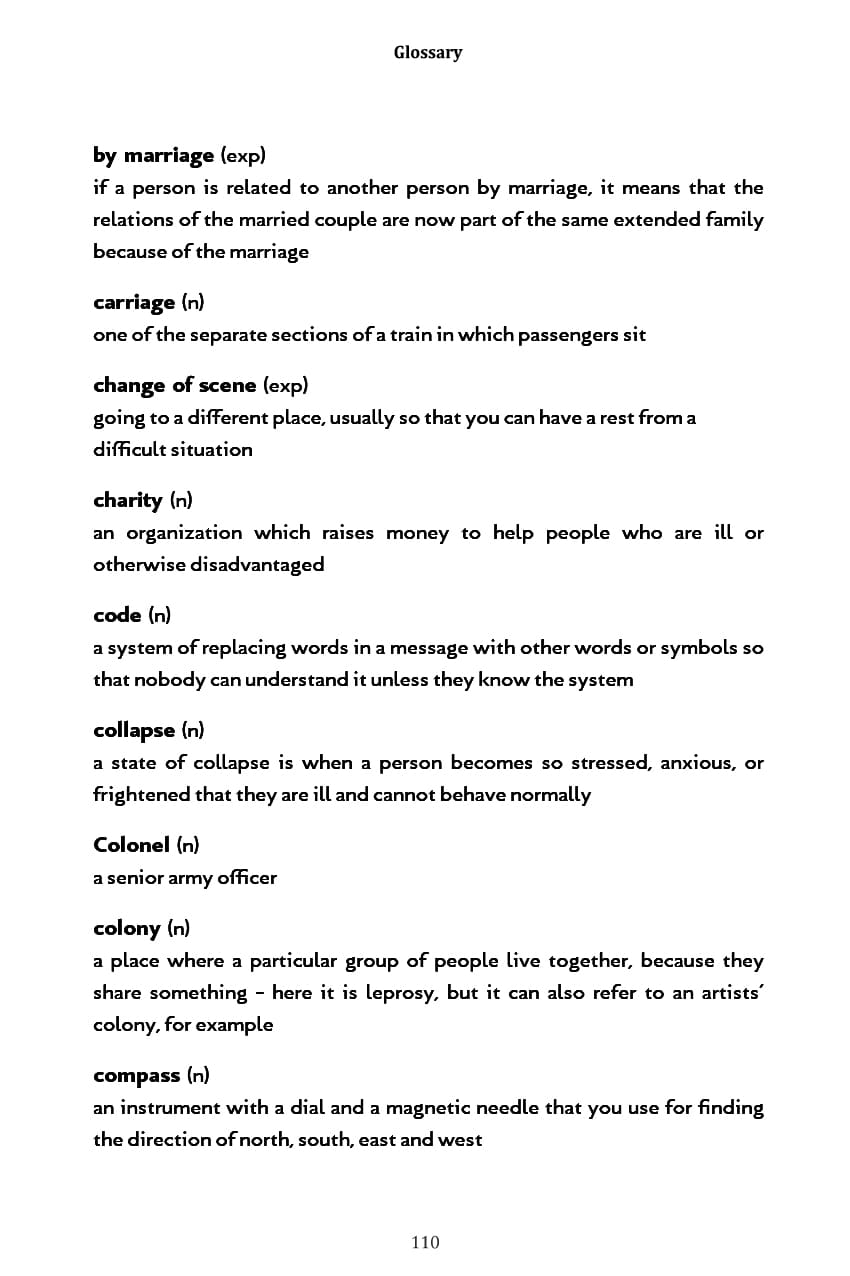 Glossary
by marriage (exp)
if a person is related to another person by marriage, it means that the
relations of the married couple are now part of the same extended family
because of the marriage
carriage (n)
one of the separate sections of a train in which passengers sit
change of scene (exp)
going to a different place, usually so that you can have a rest from a
difficult situation
charity (n)
an organization which raises money to help people who are ill or
otherwise disadvantaged
code (n)
a system of replacing words in a message with other words or symbols so
that nobody can understand it unless they know the system
collapse (n)
a state of collapse is when a person becomes so stressed, anxious, or
frightened that they are ill and cannot behave normally
Colonel (n)
a senior army officer
colony (n)
a place where a particular group of people live together, because they
share something – here it is leprosy, but it can also refer to an artists’
colony, for example
compass (n)
an instrument with a dial and a magnetic needle that you use for finding
the direction of north, south, east and west
110